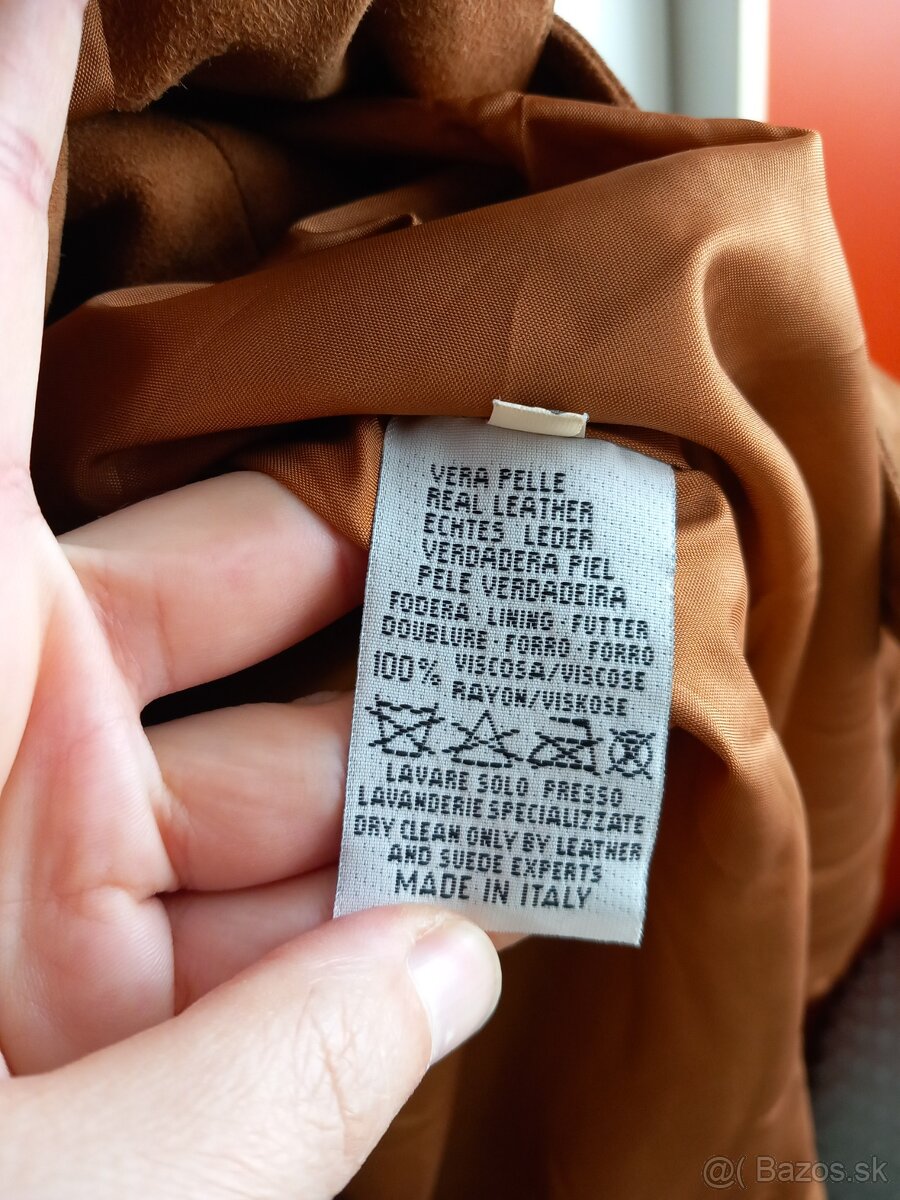 VERA PELLE
REAL LEATHER
ECHTES LEDER
VERDADERA PIEL
PELE VERDADEIRA
FODERA · LINING · FUTTER
DOUBLURE · FORRO · FORRO
100% VISCOSA/VISCOSE
RAYON/VISKOSE
LAVARE SOLO PRESSO
LAVANDERIE SPECIALIZZATE
DRY CLEAN ONLY BY LEATHER
AND SUEDE EXPERTS
MADE IN ITALY
@( Bazos.sk